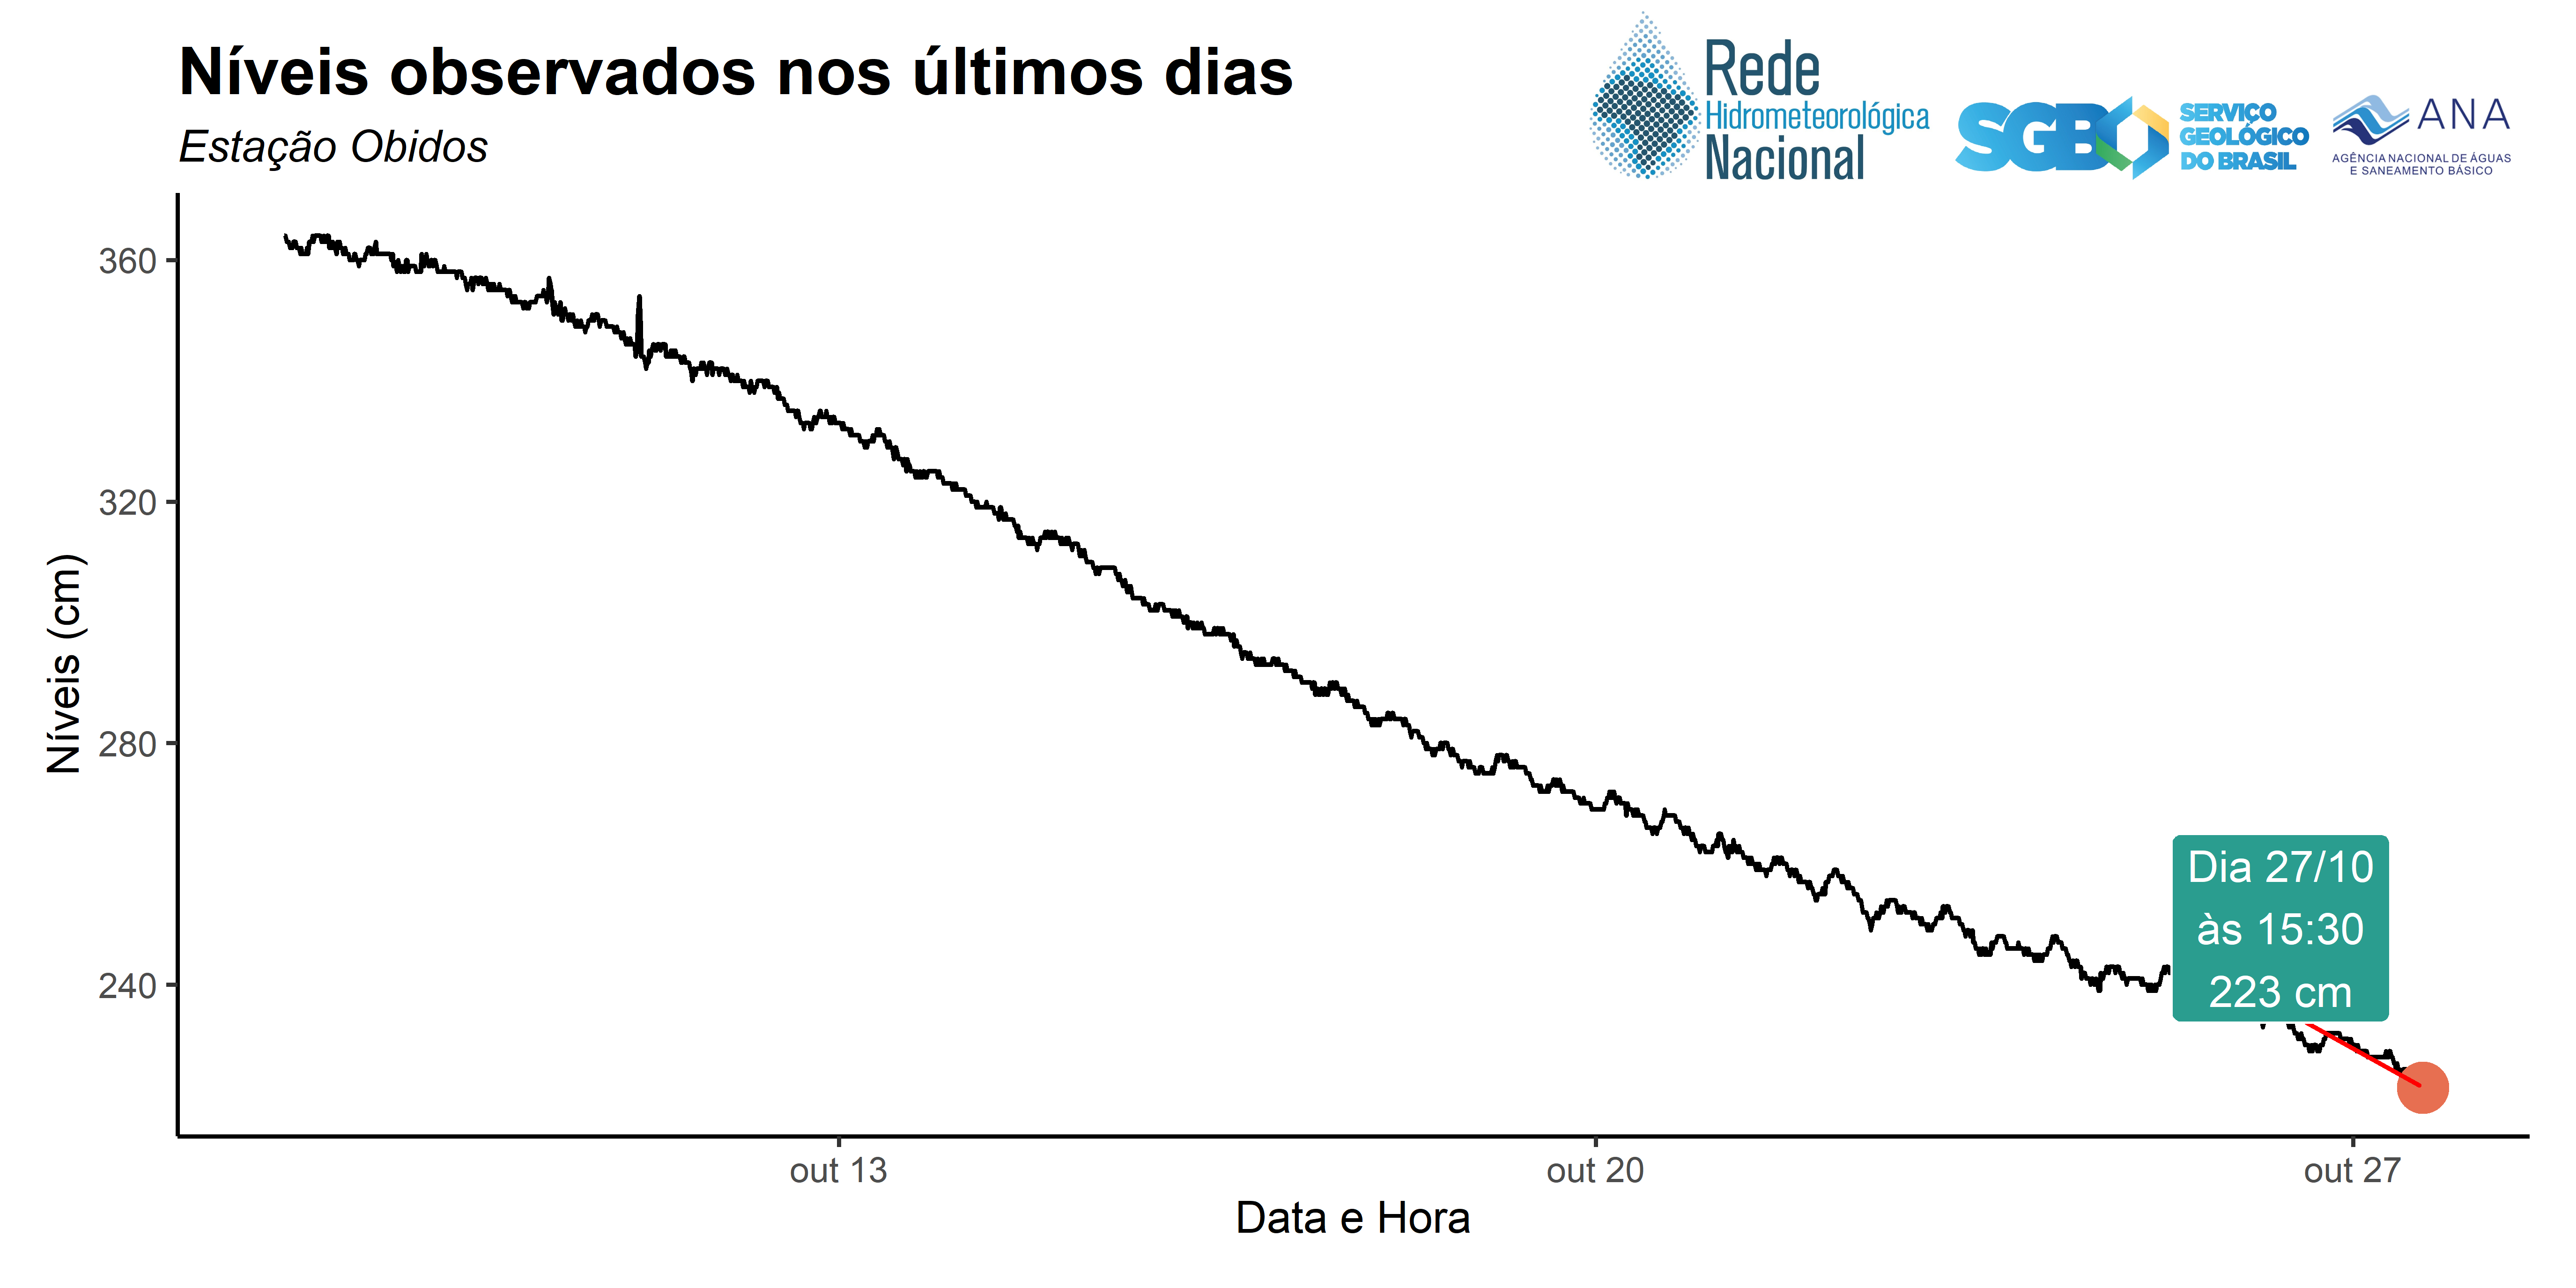 Níveis observados nos últimos dias
Estação Obidos
Rede
Hidrometeorológica
Nacional
SGB
SERVIÇO
GEOLÓGICO
DO BRASIL
ANA
AGÊNCIA NACIONAL DE ÁGUAS
E SANEAMENTO BÁSICO
Níveis (cm)
360
320
280
240
Dia 27/10
às 15:30
223 cm
out 13
out 20
out 27
Data e Hora